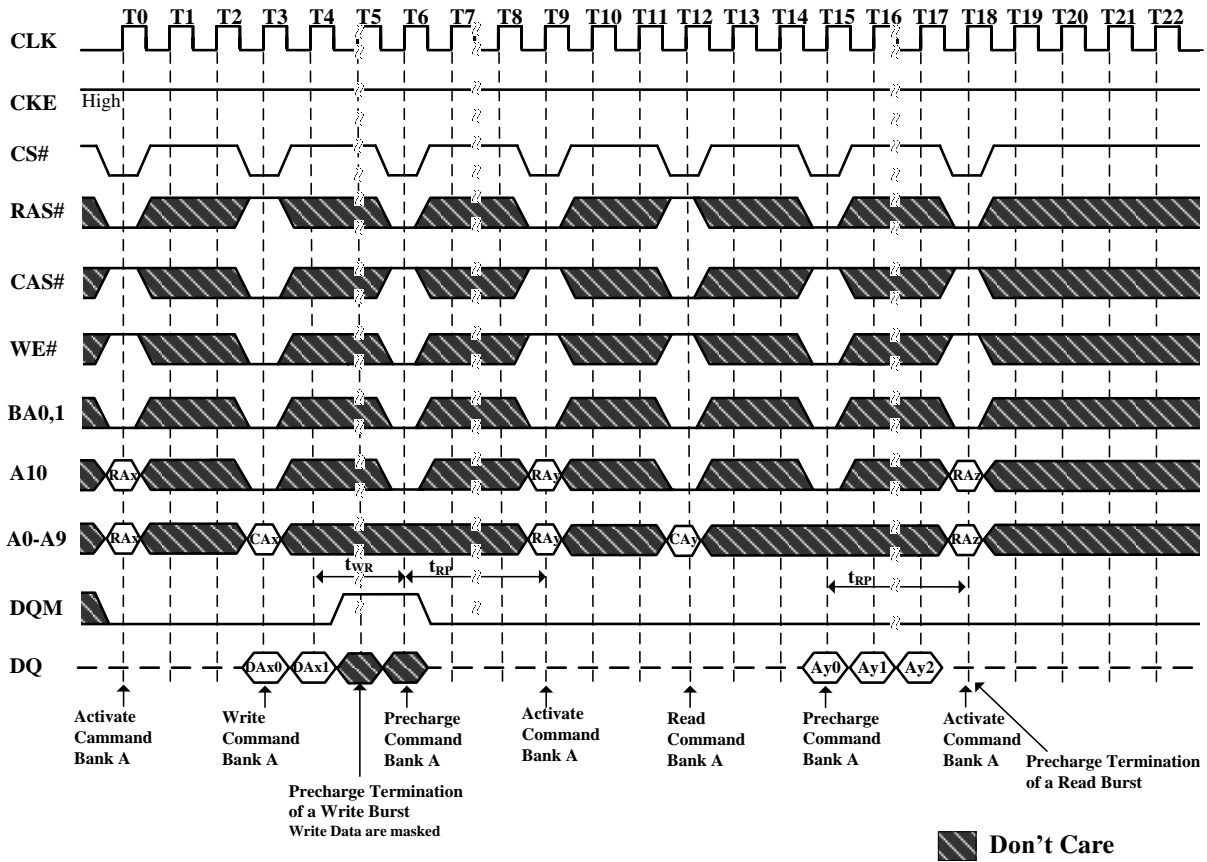 T0 T1 T2 T3 T4 T5 T6 T7 T8 T9 T10 T11 T12 T13 T14 T15 T16 T17 T18 T19 T20 T21 T22
CLK
CKE High
CS#
RAS#
CAS#
WE#
BA0,1
A10 RAx RAy RAz
A0-A9 RAx CAx RAy CAy RAz
tWR tRP tRP
DQM
DQ DAx0 DAx1 Ay0 Ay1 Ay2
Activate
Cammand
Bank A
Write
Command
Bank A
Precharge
Command
Bank A
Activate
Command
Bank A
Read
Command
Bank A
Precharge
Command
Bank A
Activate
Command
Bank A
Precharge Termination
of a Write Burst
Write Data are masked
Precharge Termination
of a Read Burst
Don't Care